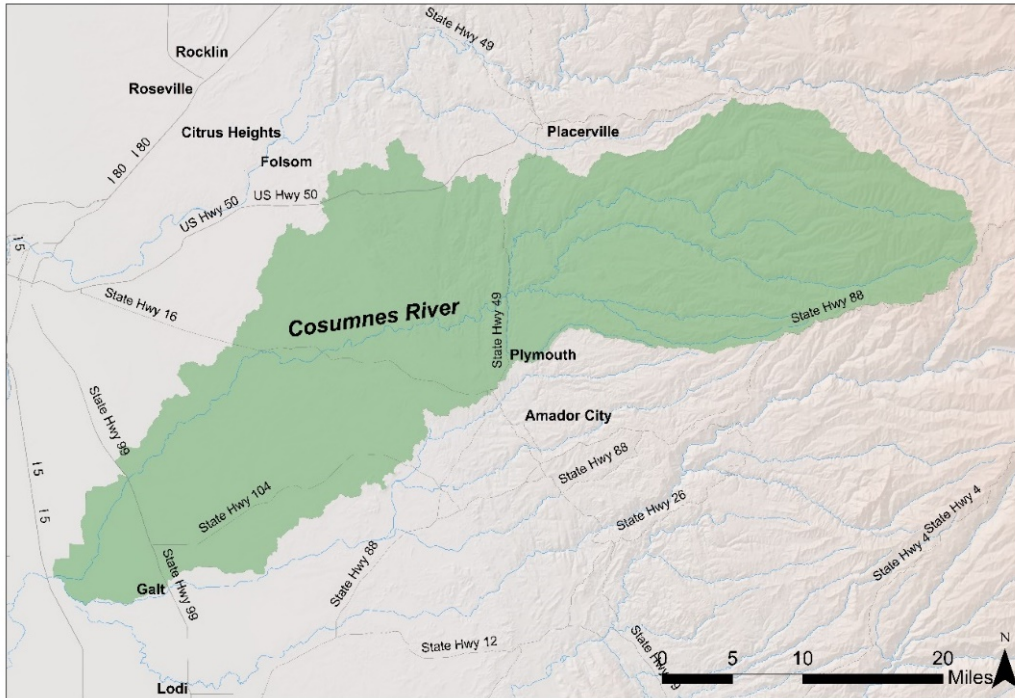 State Hwy 49
Rocklin
Roseville
Citrus Heights
Placerville
Folsom
I 80
I 80
US Hwy 50
US Hwy 50
I 5
State Hwy 16
Cosumnes River
State Hwy 49
State Hwy 88
Plymouth
State Hwy 99
Amador City
I 5
State Hwy 88
State Hwy 104
State Hwy 26
State Hwy 4
State Hwy 4
I 5
Galt
State Hwy 99
State Hwy 88
State Hwy 12
Lodi
N
0 5 10 20
Miles